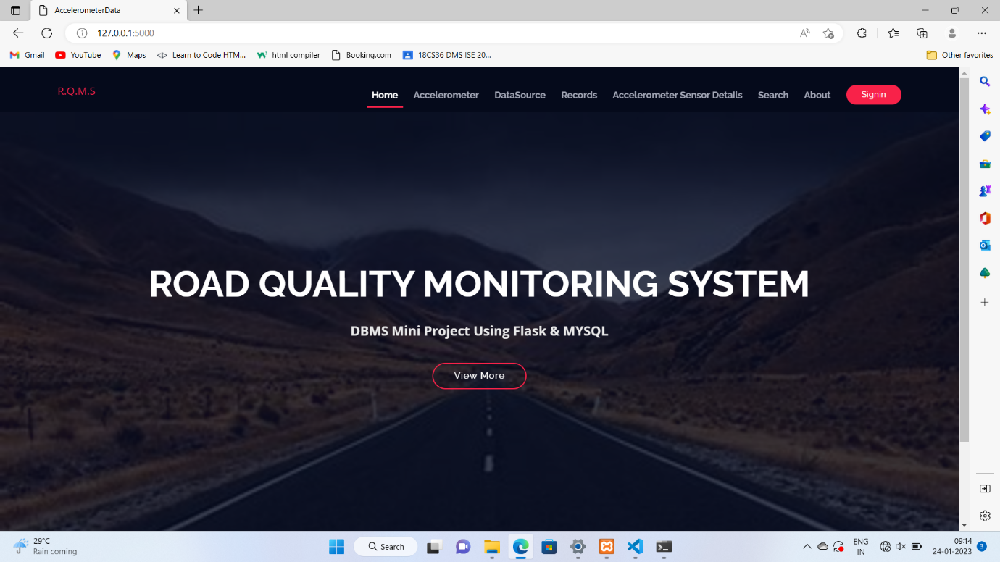 AccelerometerData
127.0.0.1:5000
Gmail
YouTube
Maps
Learn to Code HTM...
html compiler
Booking.com
18CS36 DMS ISE 20...
Other favorites
R.Q.M.S
Home
Accelerometer
DataSource
Records
Accelerometer Sensor Details
Search
About
Signin
ROAD QUALITY MONITORING SYSTEM
DBMS Mini Project Using Flask & MYSQL
View More
29°C
Rain coming
Search
ENG
IN
09:14
24-01-2023
3